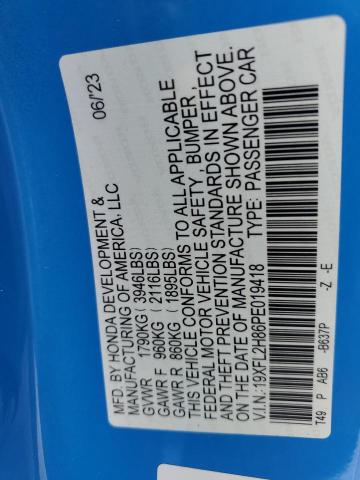 MFD. BY HONDA DEVELOPMENT & 06/'23
MANUFACTURING OF AMERICA, LLC
GVWR 1790KG (3946LBS)
GAWR F 960KG (2116LBS)
GAWR R 860KG (1896LBS)
THIS VEHICLE CONFORMS TO ALL APPLICABLE
FEDERAL MOTOR VEHICLE SAFETY, BUMPER,
AND THEFT PREVENTION STANDARDS IN EFFECT
ON THE DATE OF MANUFACTURE SHOWN ABOVE.
V.I.N.:19XFL2H66PE019418 TYPE: PASSENGER CAR
T49 P AB6 -B637P -Z -E